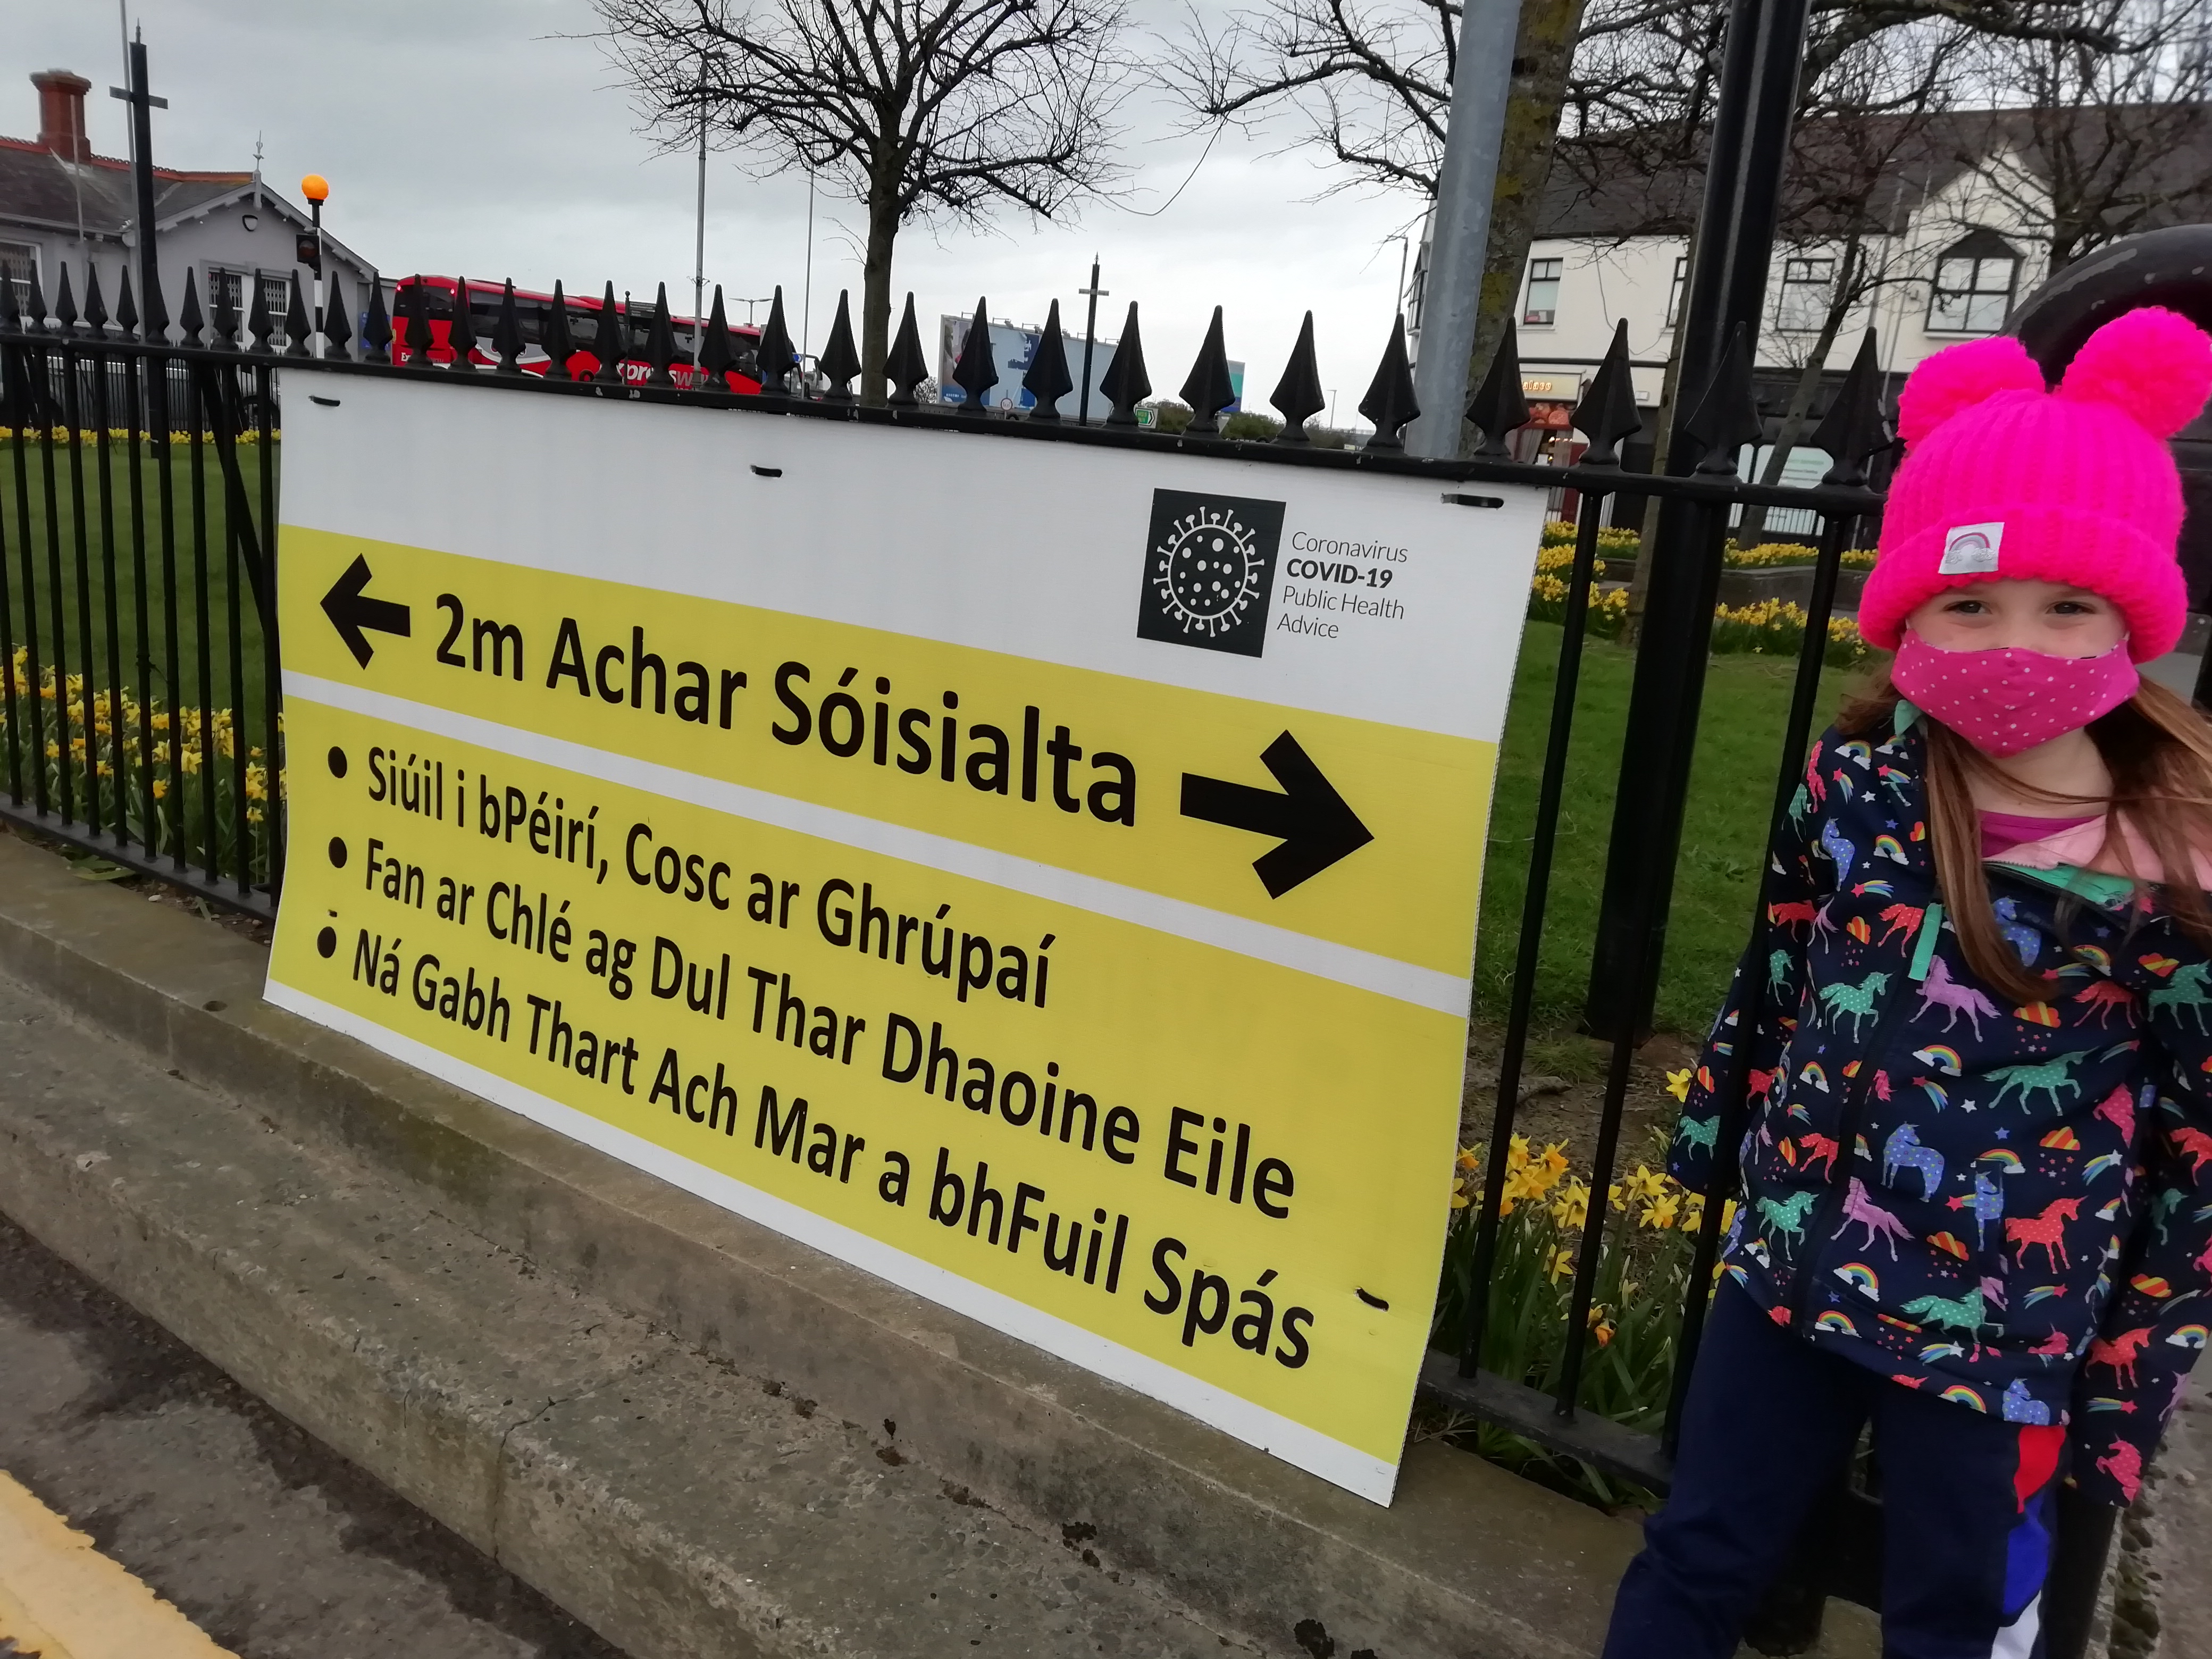 Coronavirus
COVID-19
Public Health
Advice
2m Achar Sóisialta
• Siúil i bPéirí, Cosc ar Ghrúpaí
• Fan ar Chlé ag Dul Thar Dhaoine Eile
• Ná Gabh Thart Ach Mar a bhFuil Spás